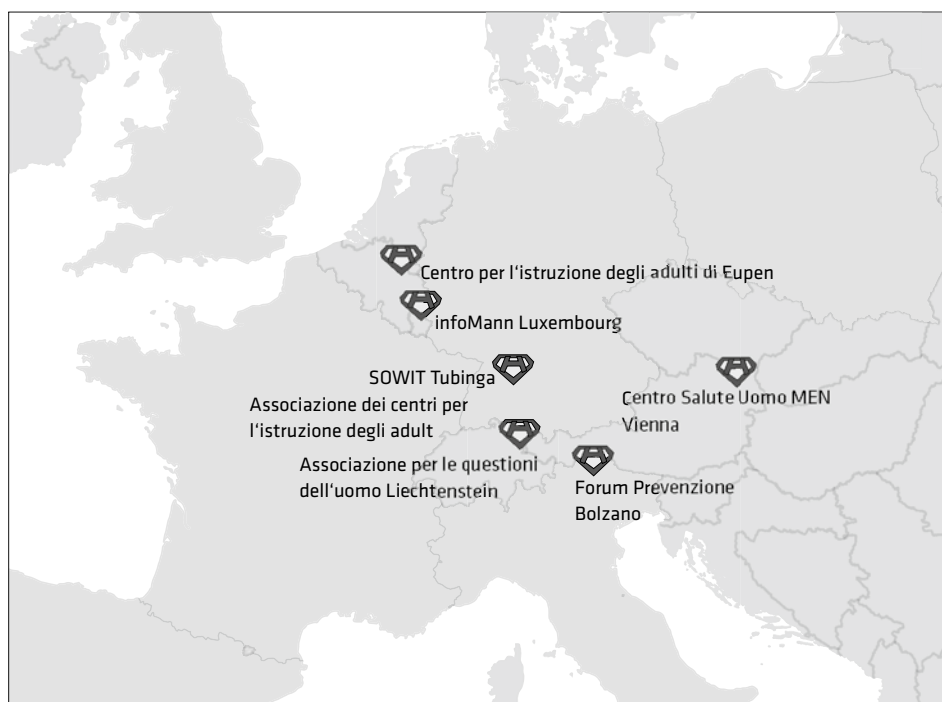 Centro per l‘istruzione degli adulti di Eupen
infoMann Luxembourg
SOWIT Tubinga
Associazione dei centri per
l‘istruzione degli adult
Centro Salute Uomo MEN
Vienna
Associazione per le questioni
dell‘uomo Liechtenstein
Forum Prevenzione
Bolzano